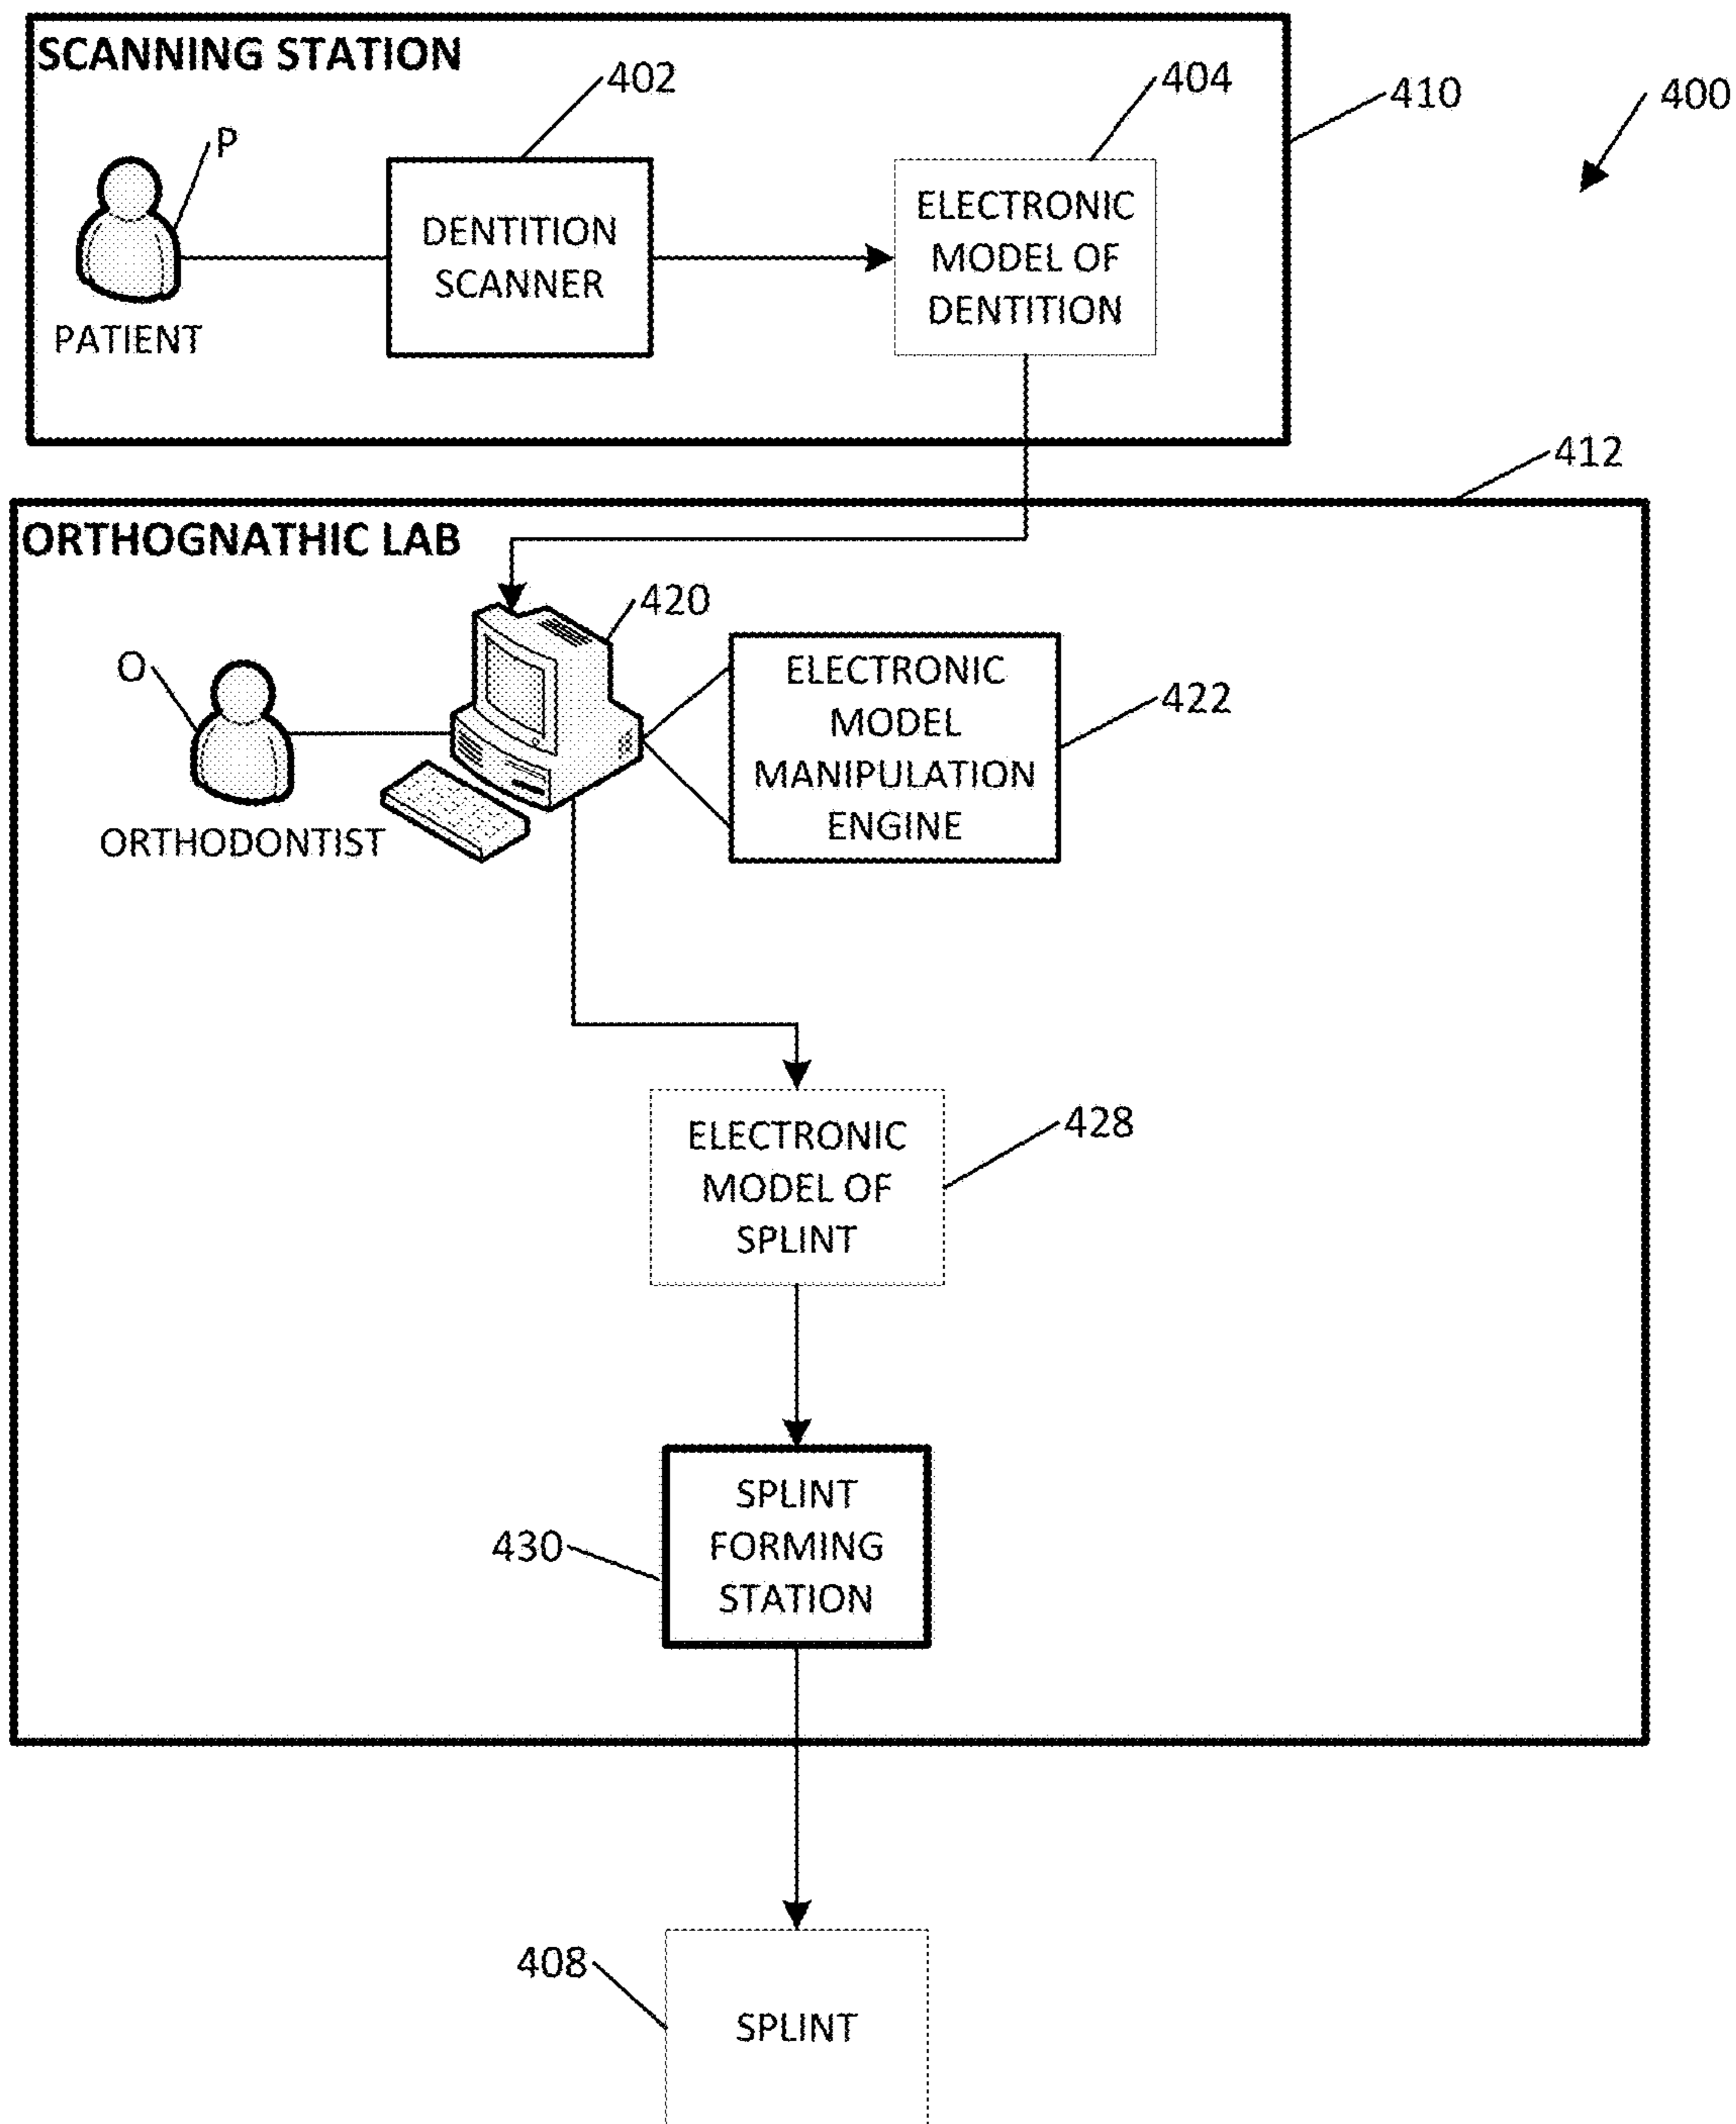 SCANNING STATION
402
404
410
400
P
DENTITION
SCANNER
ELECTRONIC
MODEL OF
DENTITION
PATIENT
412
ORTHOGNATHIC LAB
420
O
ELECTRONIC
MODEL
MANIPULATION
ENGINE
422
ORTHODONTIST
ELECTRONIC
MODEL OF
SPLINT
428
SPLINT
FORMING
STATION
430
408
SPLINT